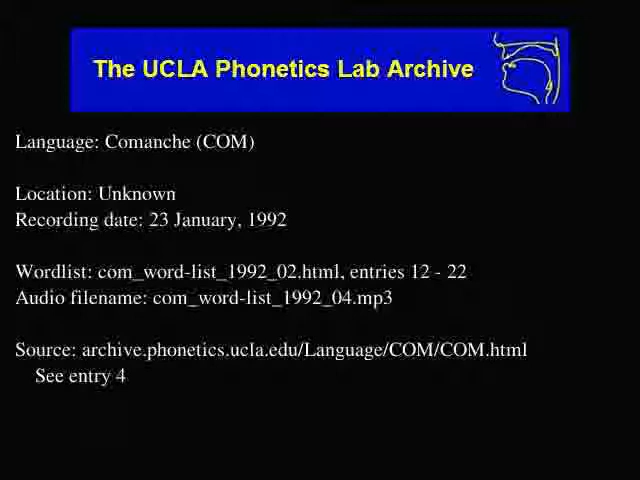 The UCLA Phonetics Lab Archive
Language: Comanche (COM)
Location: Unknown
Recording date: 23 January, 1992
Wordlist: com_word-list_1992_02.html, entries 12 - 22
Audio filename: com_word-list_1992_04.mp3
Source: archive.phonetics.ucla.edu/Language/COM/COM.html
See entry 4